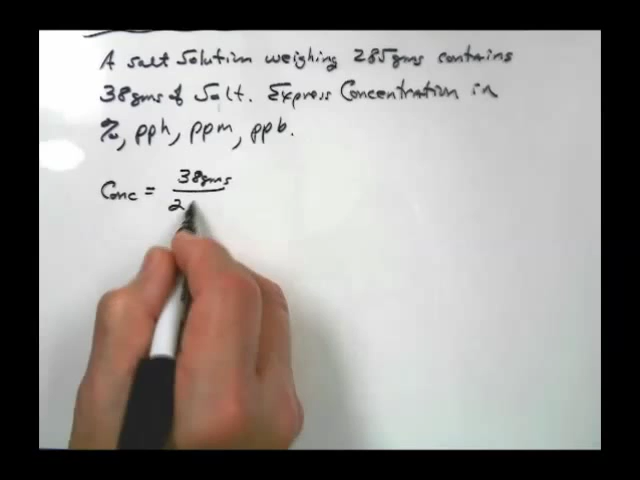 A salt solution weighing 285gms contains
38gms of Salt. Express Concentration in
%, pph, ppm, ppb.
Conc = 38gms
2